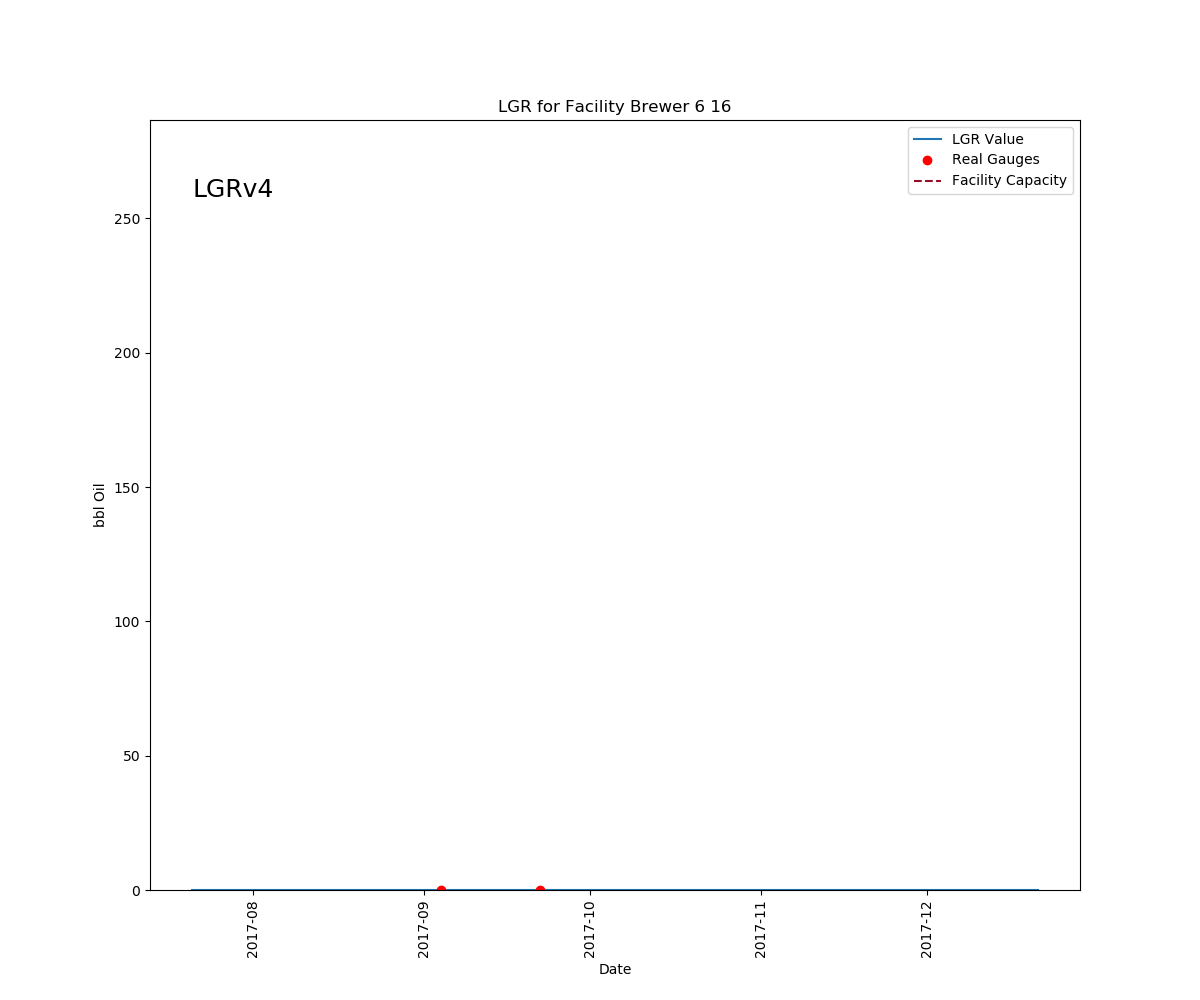 LGR for Facility Brewer 6 16
LGR Value
Real Gauges
Facility Capacity
LGRv4
250
200
150
100
50
0
bbl Oil
2017-08
2017-09
2017-10
2017-11
2017-12
Date